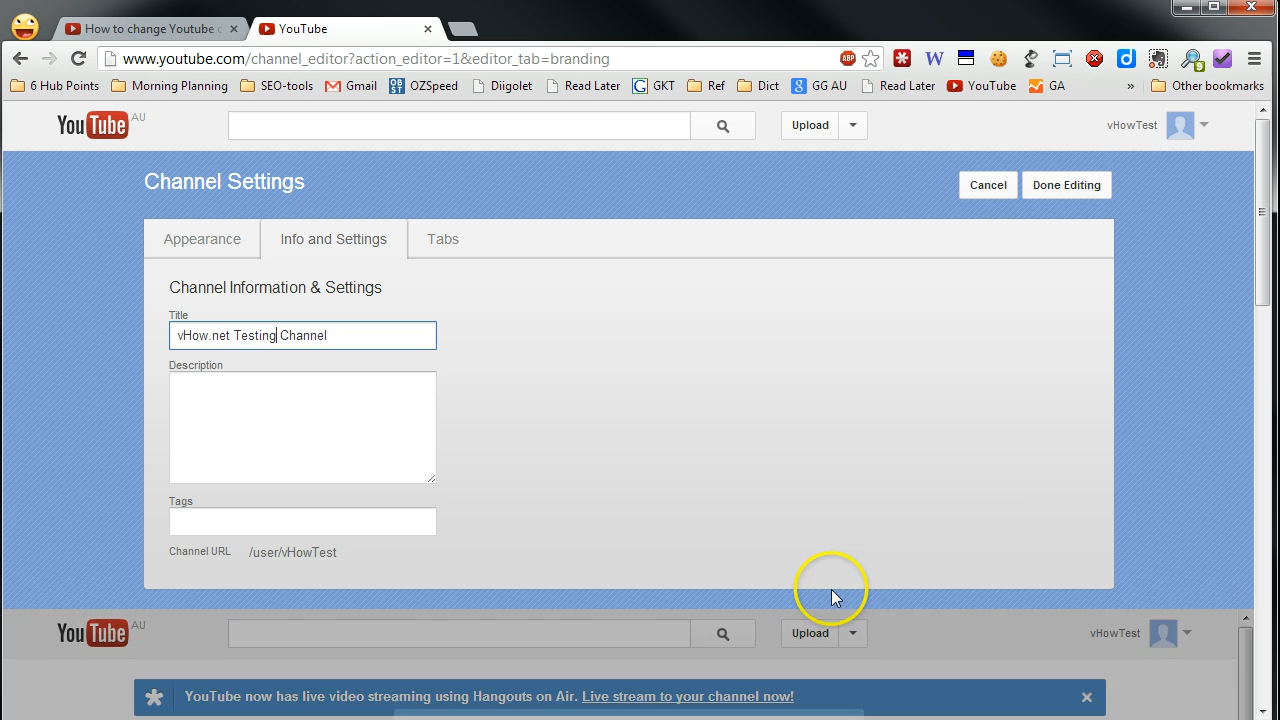 How to change Youtube c
YouTube
www.youtube.com/channel_editor?action_editor=1&editor_tab=branding
ABP
W
d
5
6 Hub Points Morning Planning SEO-tools Gmail OZSpeed Diigolet Read Later GKT Ref Dict GG AU Read Later YouTube GA » Other bookmarks
YouTube AU Upload vHowTest
Channel Settings Cancel Done Editing
Appearance Info and Settings Tabs
Channel Information & Settings
Title
vHow.net Testing Channel
Description
Tags
Channel URL /user/vHowTest
YouTube AU Upload vHowTest
YouTube now has live video streaming using Hangouts on Air. Live stream to your channel now!